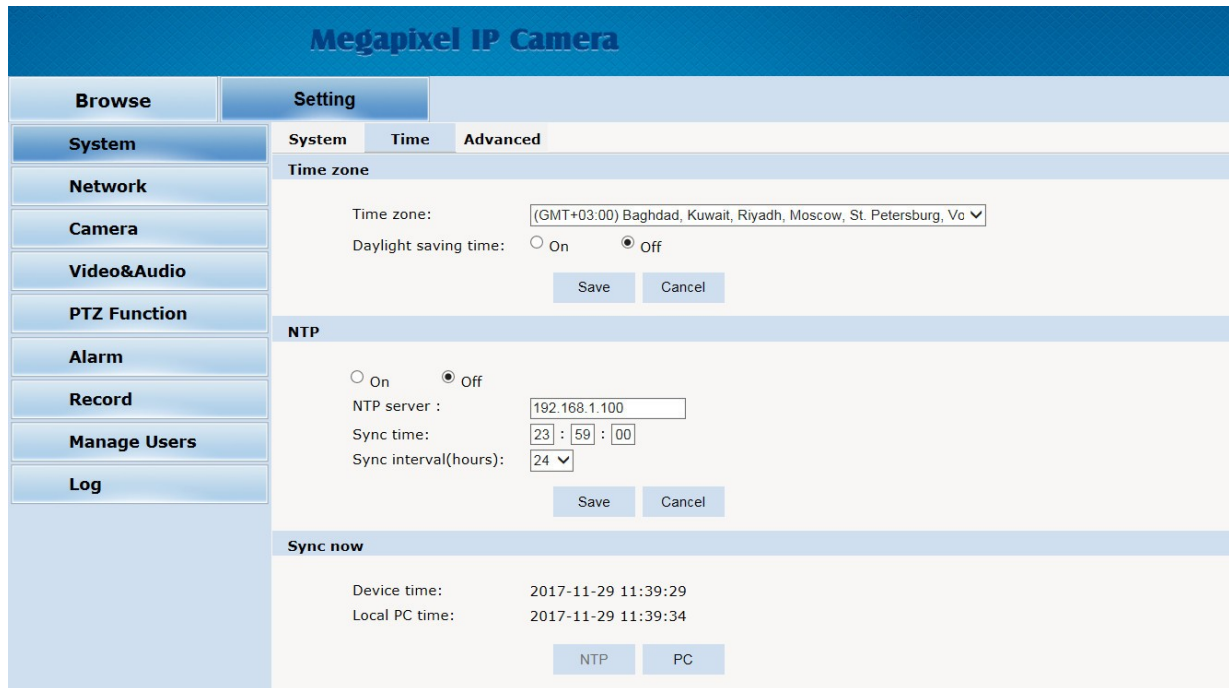 Megapixel IP Camera
Browse Setting
System
Network
Camera
Video&Audio
PTZ Function
Alarm
Record
Manage Users
Log
System Time Advanced
Time zone
Time zone: (GMT+03:00) Baghdad, Kuwait, Riyadh, Moscow, St. Petersburg, Vo
Daylight saving time: On Off
Save Cancel
NTP
On Off
NTP server : 192.168.1.100
Sync time: 23 : 59 : 00
Sync interval(hours): 24
Save Cancel
Sync now
Device time: 2017-11-29 11:39:29
Local PC time: 2017-11-29 11:39:34
NTP PC